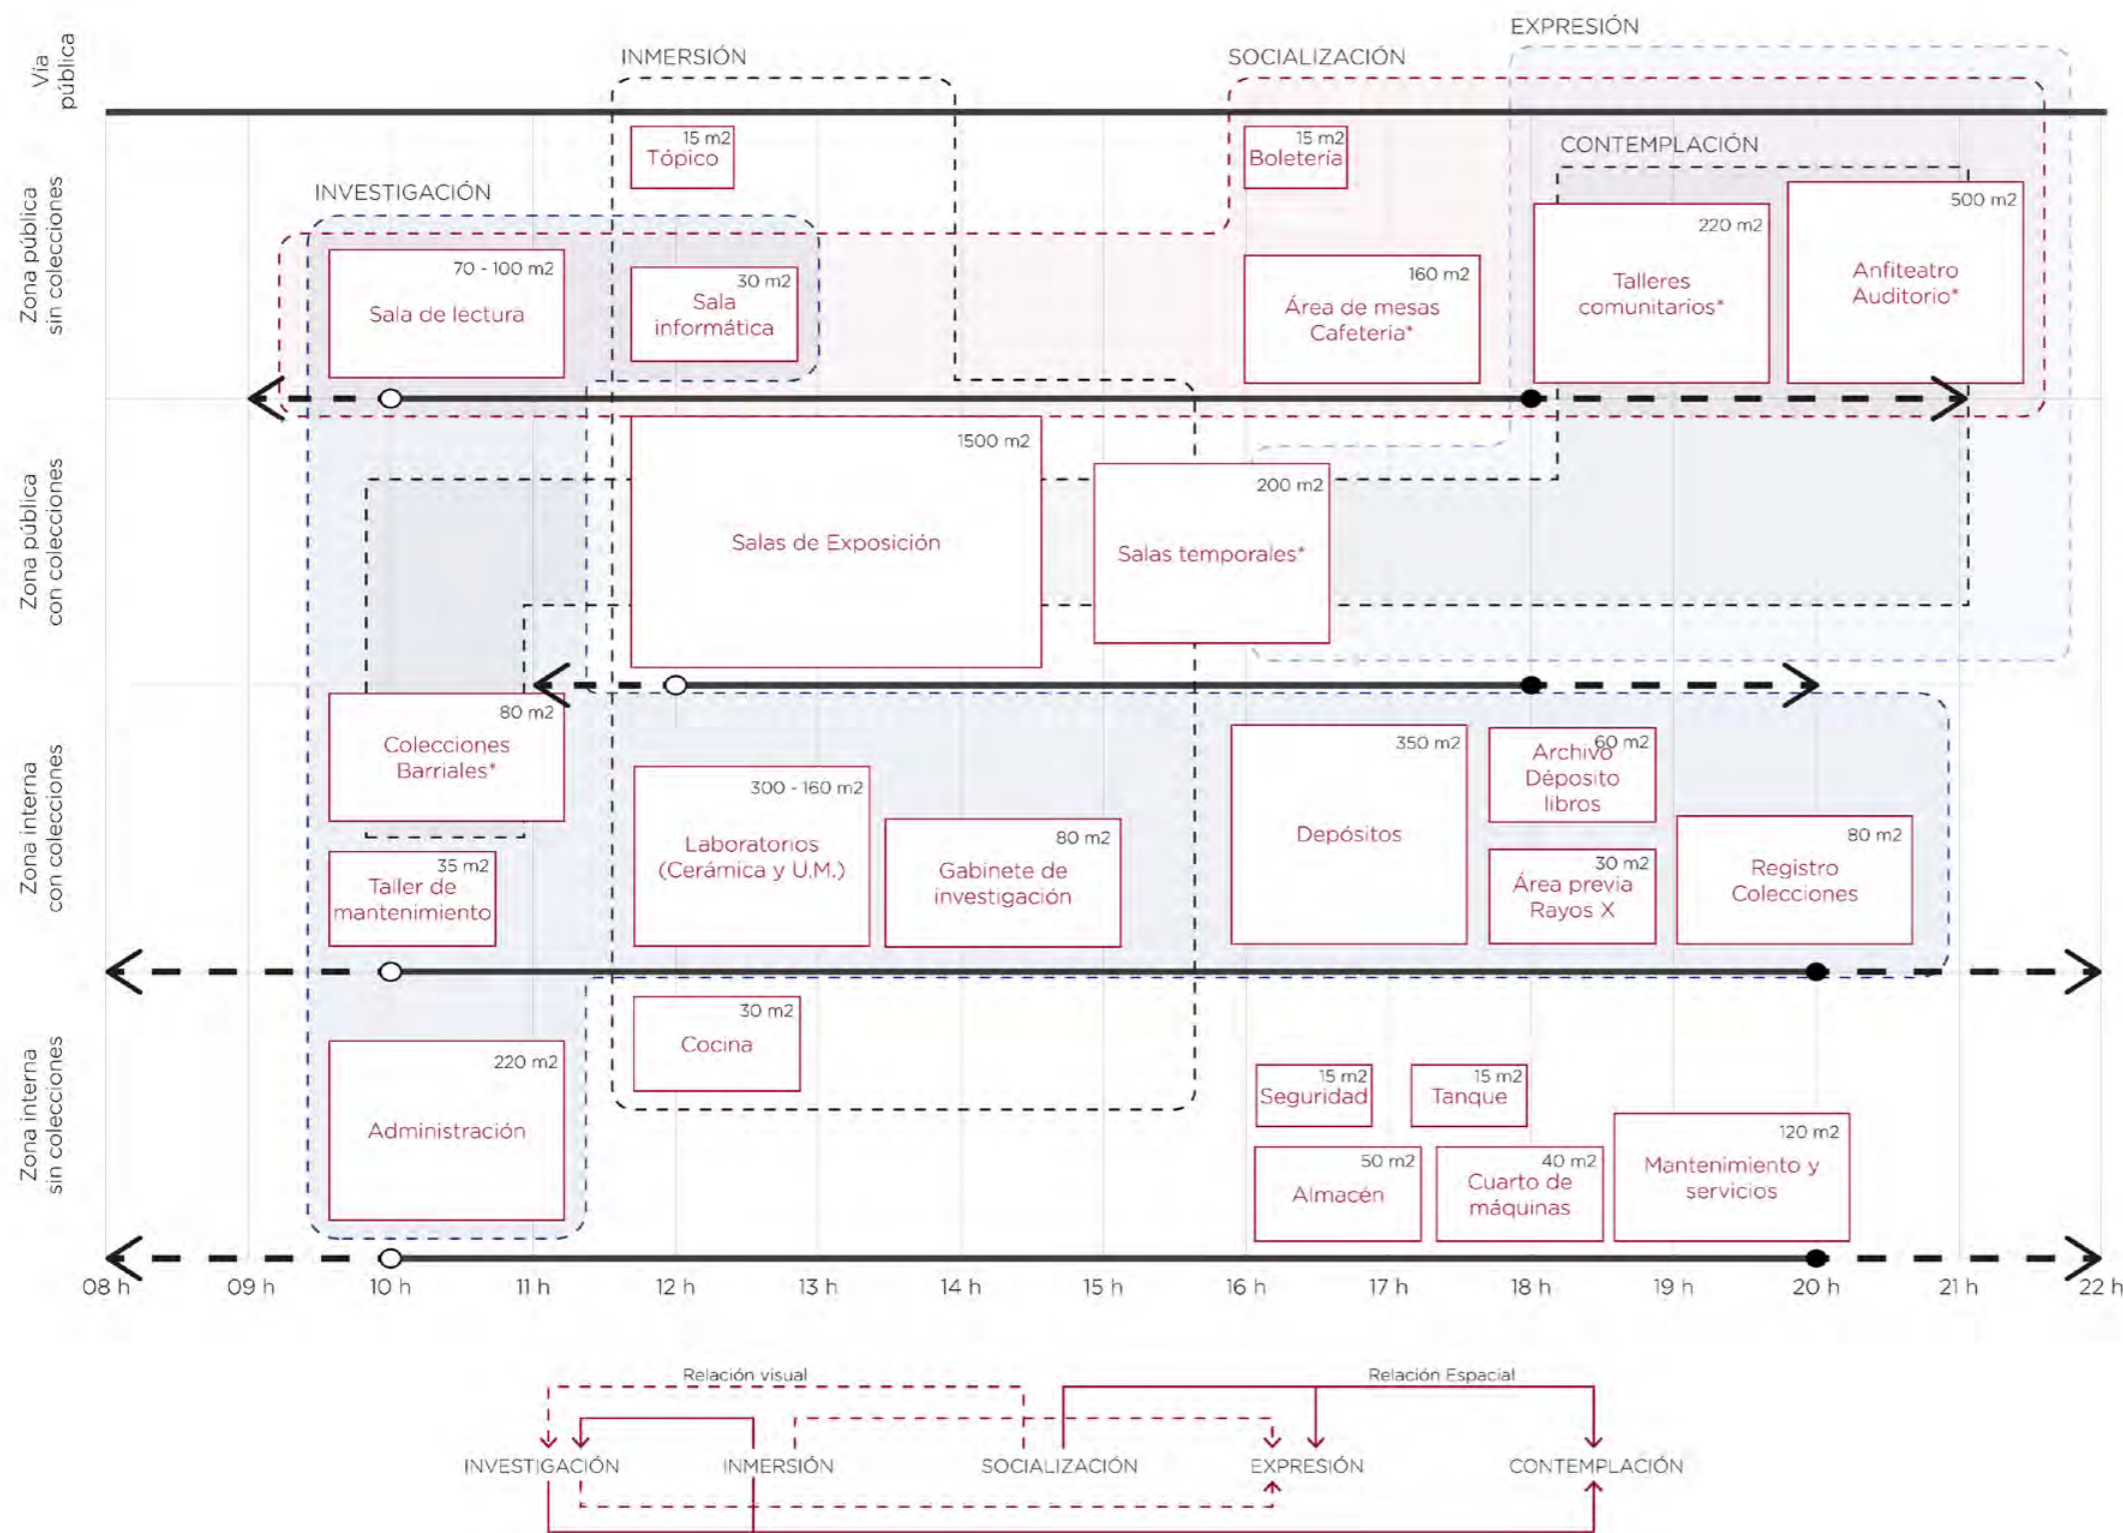 EXPRESIÓN
INMERSIÓN
SOCIALIZACIÓN
Via
pública
15 m2
Tópico
15 m2
Boletería
CONTEMPLACIÓN
INVESTIGACIÓN
Zona pública
sin colecciones
70 - 100 m2
Sala de lectura
30 m2
Sala
informática
160 m2
Área de mesas
Cafeteria*
220 m2
Talleres
comunitarios*
500 m2
Anfiteatro
Auditorio*
Zona pública
con colecciones
1500 m2
Salas de Exposición
200 m2
Salas temporales*
Zona interna
con colecciones
80 m2
Colecciones
Barriales*
35 m2
Taller de
mantenimiento
300 - 160 m2
Laboratorios
(Cerámica y U.M.)
80 m2
Gabinete de
investigación
350 m2
Depósitos
60 m2
Archivo
Déposito
libros
30 m2
Área previa
Rayos X
80 m2
Registro
Colecciones
Zona interna
sin colecciones
220 m2
Administración
30 m2
Cocina
15 m2
Seguridad
15 m2
Tanque
50 m2
Almacén
40 m2
Cuarto de
máquinas
120 m2
Mantenimiento y
servicios
08 h 09 h 10 h 11 h 12 h 13 h 14 h 15 h 16 h 17 h 18 h 19 h 20 h 21 h 22 h
Relación visual
Relación Espacial
INVESTIGACIÓN INMERSIÓN SOCIALIZACIÓN EXPRESIÓN CONTEMPLACIÓN